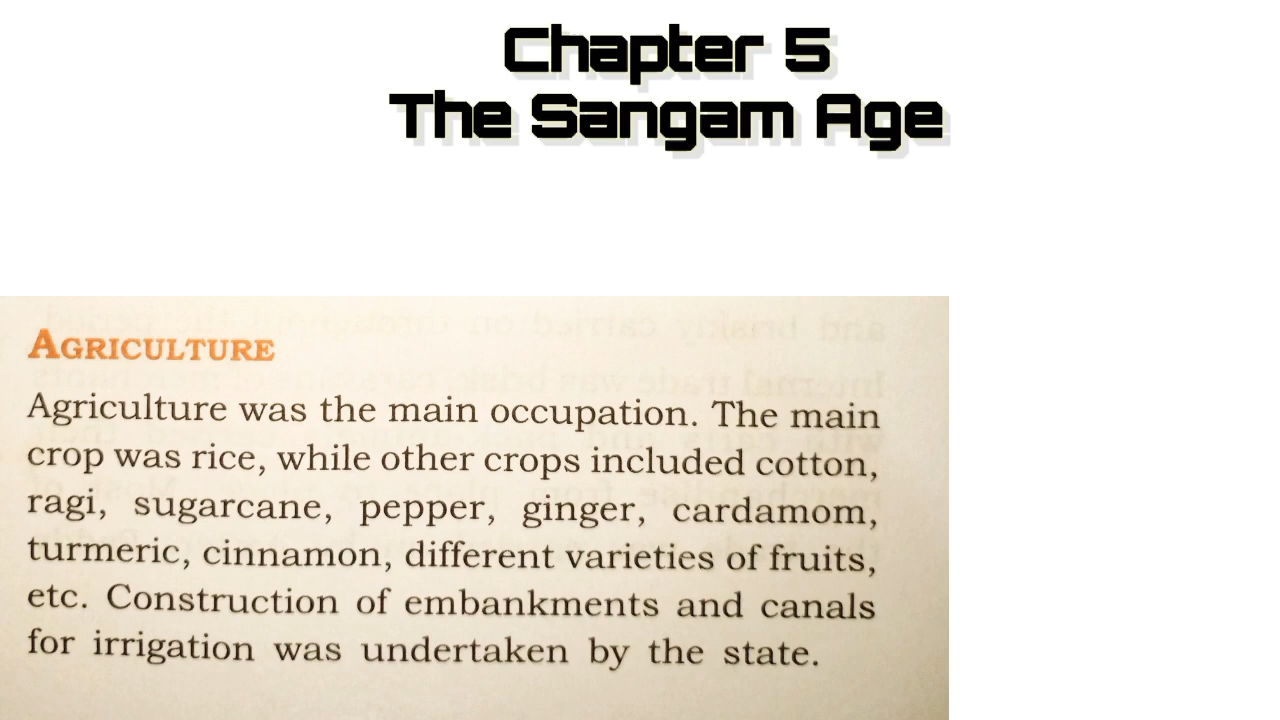 Chapter 5
The Sangam Age
AGRICULTURE
Agriculture was the main occupation. The main
crop was rice, while other crops included cotton,
ragi, sugarcane, pepper, ginger, cardamom,
turmeric, cinnamon, different varieties of fruits,
etc. Construction of embankments and canals
for irrigation was undertaken by the state.